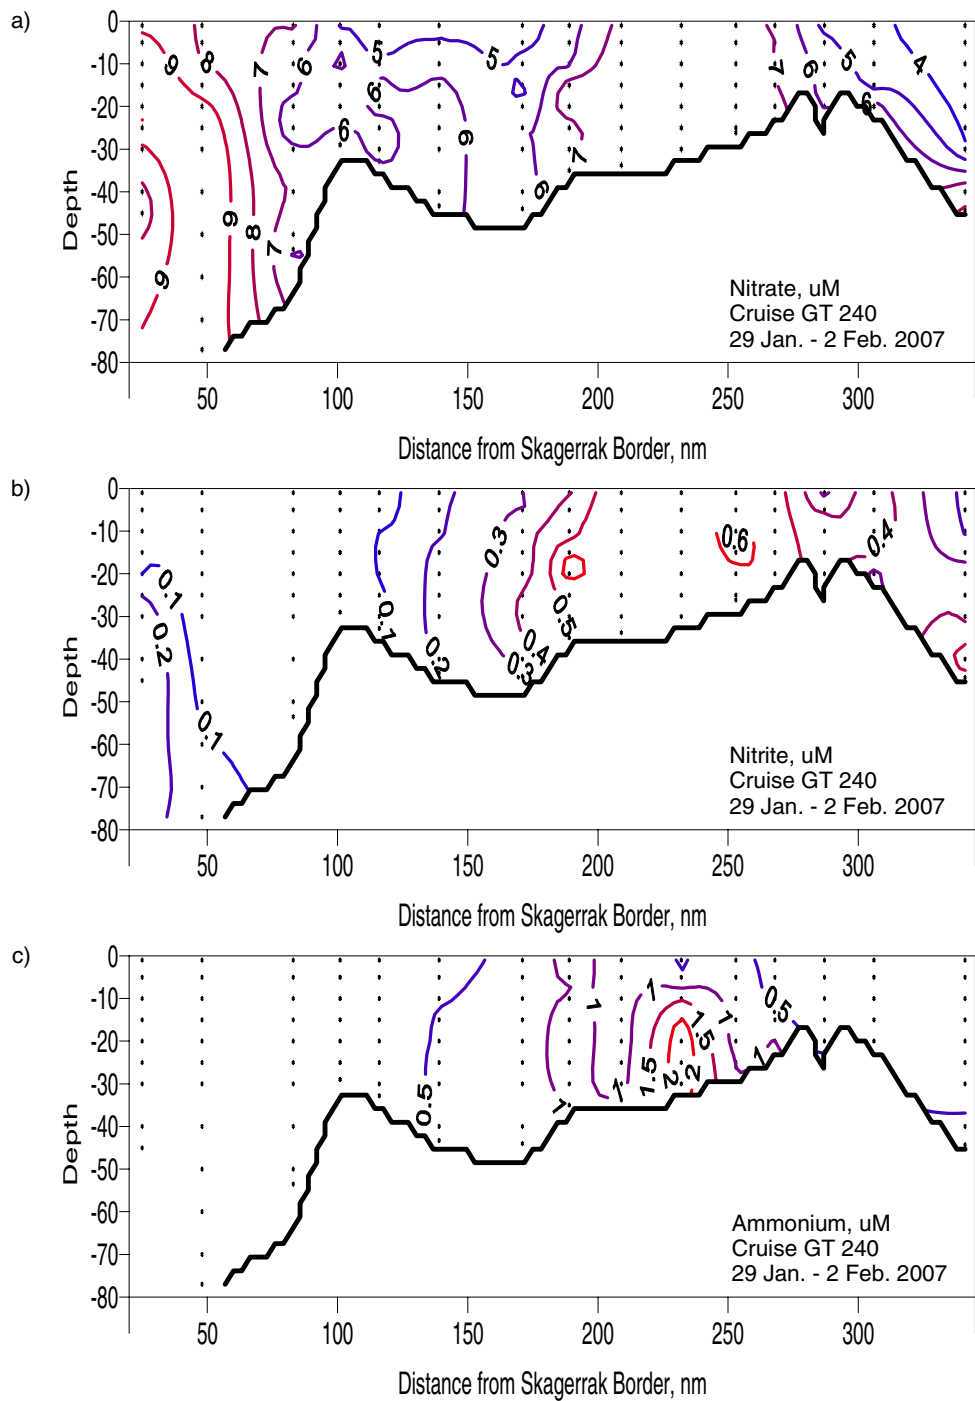 a)
0
-10
-20
-30
-40
-50
-60
-70
-80
Depth
9 8 7 6 5 5 6 7 6 5 4
6 6 9 7 6
9 9 8 7 6
Nitrate, uM
Cruise GT 240
29 Jan. - 2 Feb. 2007
50 100 150 200 250 300
Distance from Skagerrak Border, nm
b)
0
-10
-20
-30
-40
-50
-60
-70
-80
Depth
0.3 0.6 0.4
0.1 0.1 0.5
0.2 0.2 0.3 0.4
0.1
Nitrite, uM
Cruise GT 240
29 Jan. - 2 Feb. 2007
50 100 150 200 250 300
Distance from Skagerrak Border, nm
c)
0
-10
-20
-30
-40
-50
-60
-70
-80
Depth
1 1 1 1.5 0.5
0.5 1 1 1.5 2 2 1
Ammonium, uM
Cruise GT 240
29 Jan. - 2 Feb. 2007
50 100 150 200 250 300
Distance from Skagerrak Border, nm